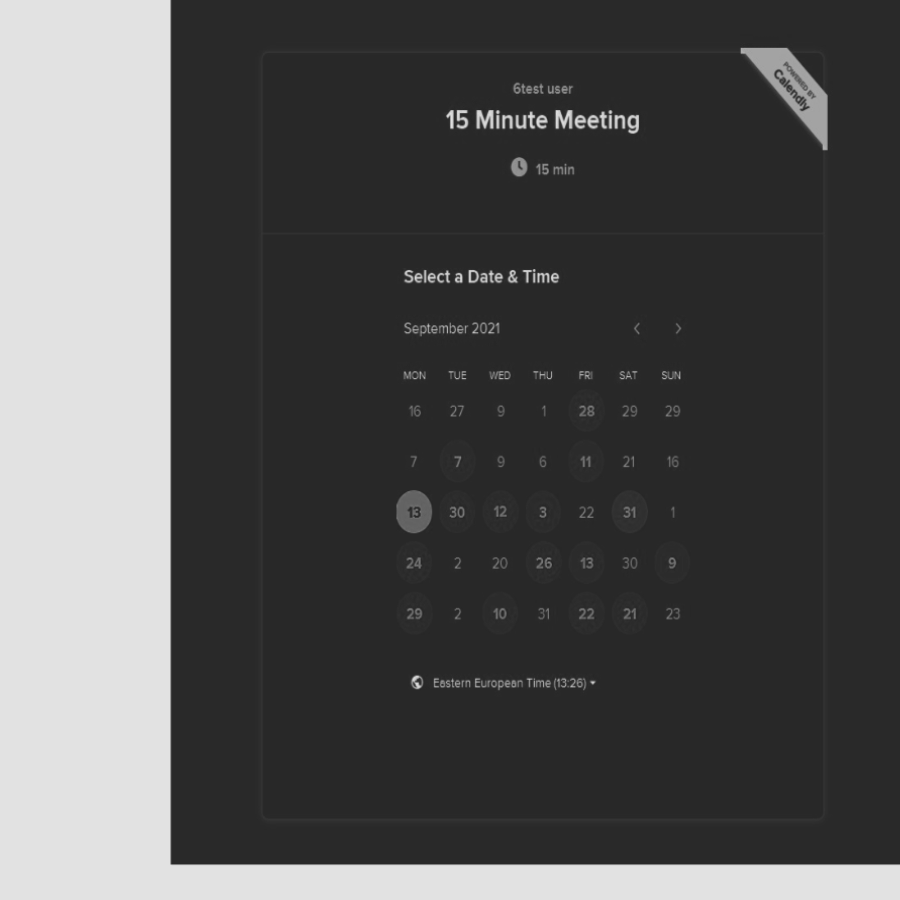 POWERED BY
Calendly
6test user
15 Minute Meeting
15 min
Select a Date & Time
September 2021
MON TUE WED THU FRI SAT SUN
16 27 9 1 28 29 29
7 7 9 6 11 21 16
13 30 12 3 22 31 1
24 2 20 26 13 30 9
29 2 10 31 22 21 23
Eastern European Time (13:26)